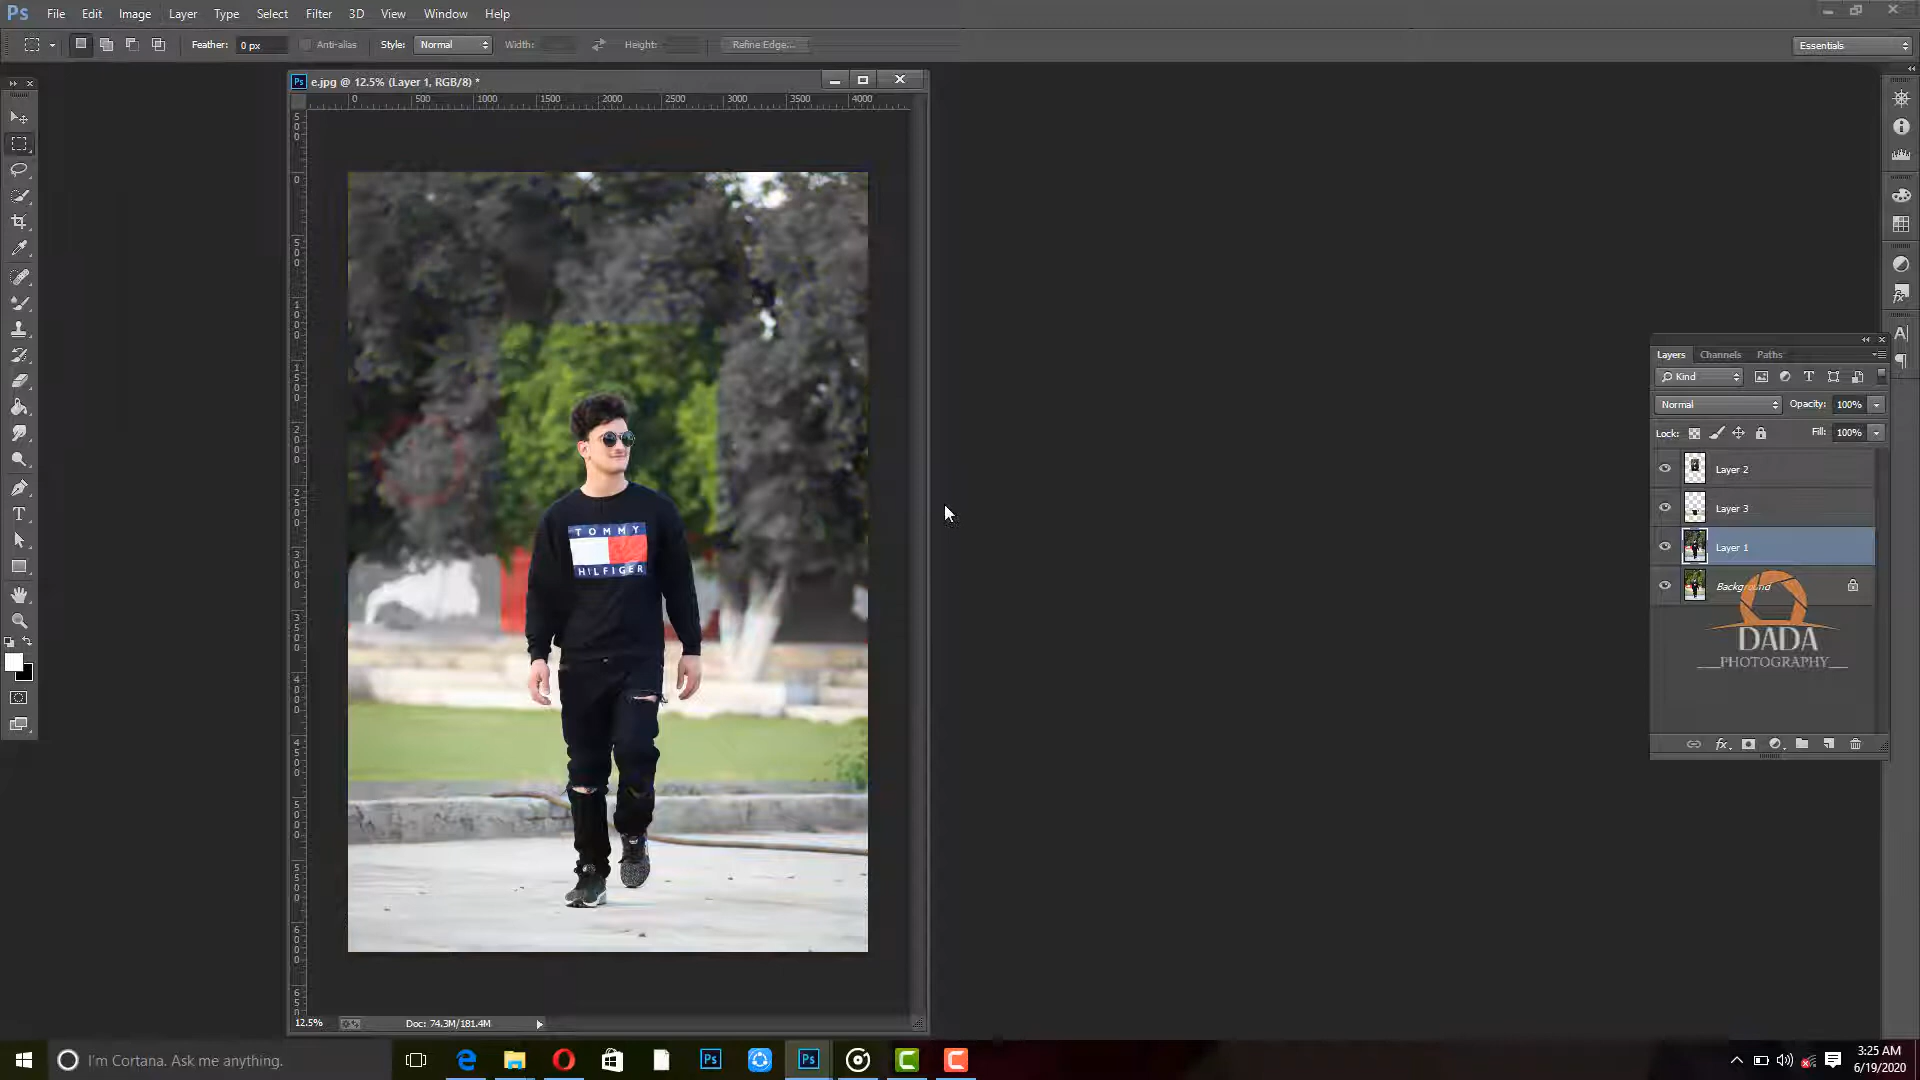 Ps File Edit Image Layer Type Select Filter 3D View Window Help
Feather: 0 px Anti-alias Style: Normal Width: Height: Refine Edge... Essentials
Ps e.jpg @ 12.5% (Layer 1, RGB/8) *
0 500 1000 1500 2000 2500 3000 3500 4000
TOMMY
HILFIGER
Layers Channels Paths
Kind
Normal Opacity: 100%
Lock: Fill: 100%
Layer 2
Layer 3
Layer 1
Background
DADA
PHOTOGRAPHY
12.5% Doc: 74.3M/181.4M
I'm Cortana. Ask me anything.
3:25 AM
6/19/2020